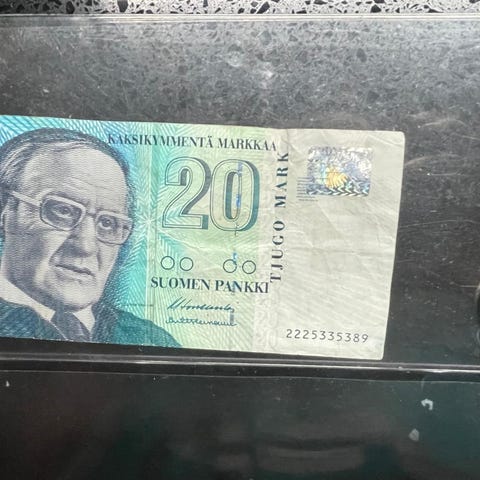 KAKSIKYMMENTÄ MARKKAA
20
TJUGO MARK
SUOMEN PANKKI
2225335389